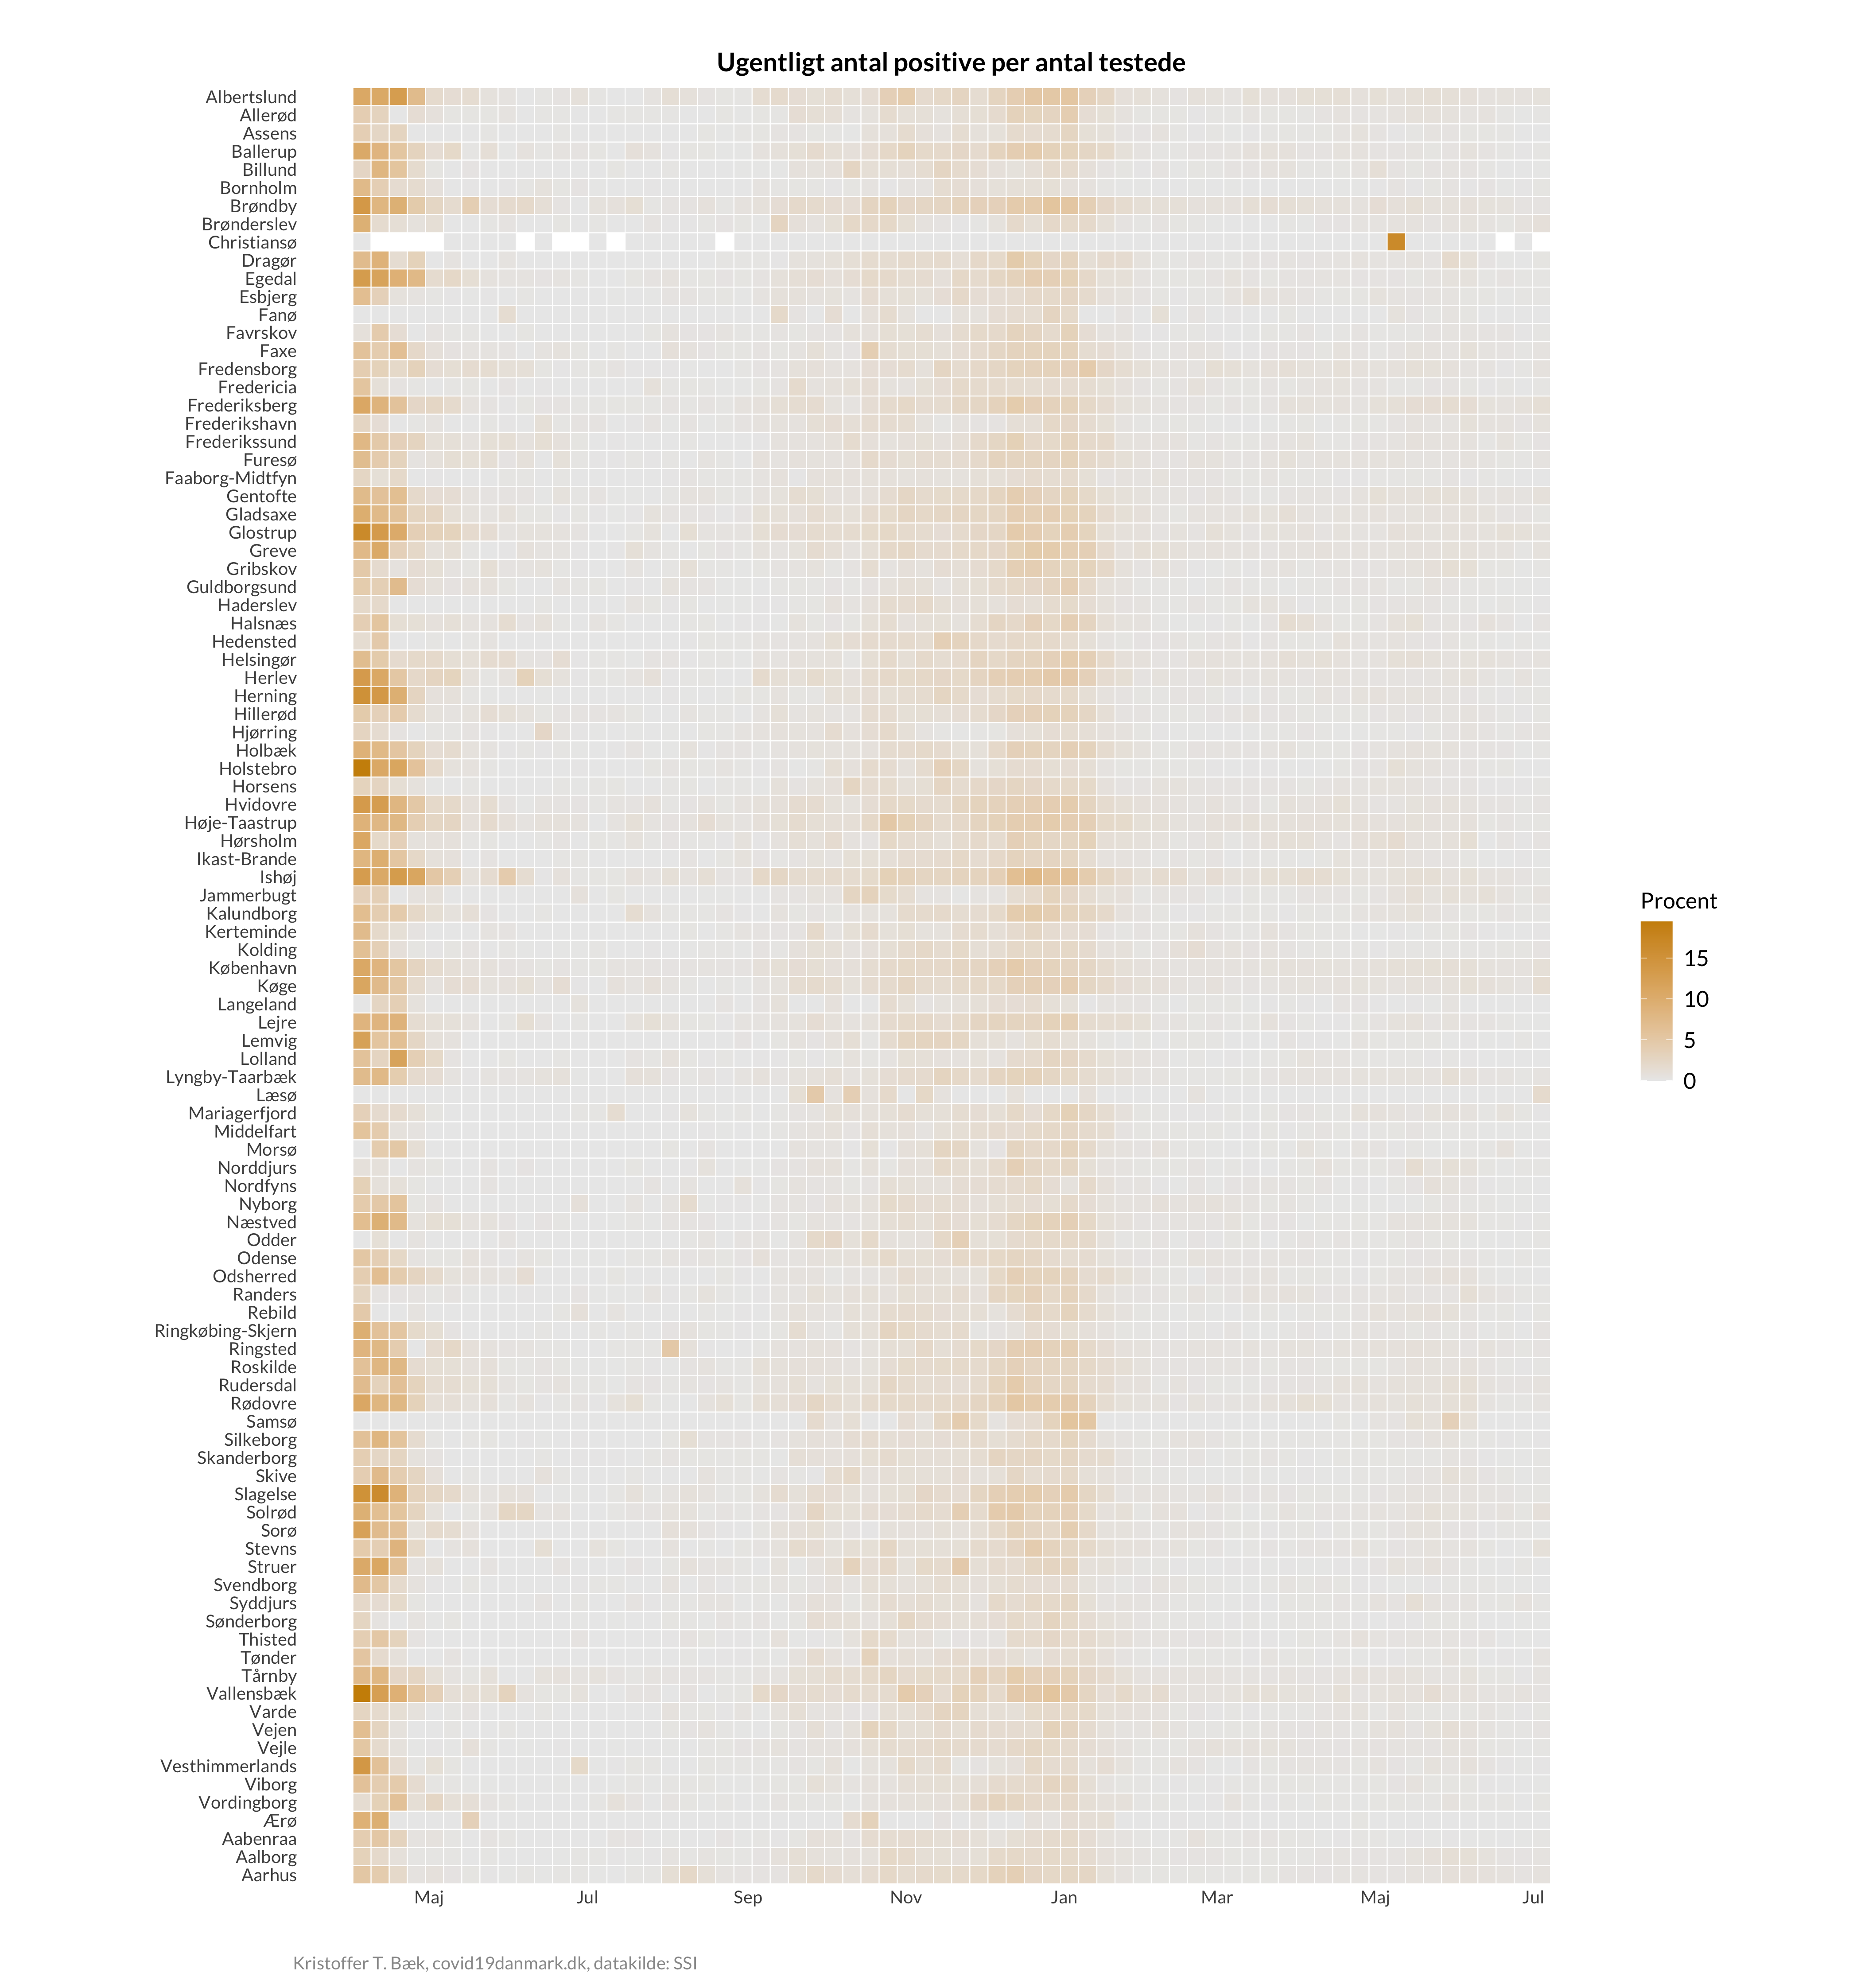 Ugentligt antal positive per antal testede
Albertslund
Allerød
Assens
Ballerup
Billund
Bornholm
Brøndby
Brønderslev
Christiansø
Dragør
Egedal
Esbjerg
Fanø
Favrskov
Faxe
Fredensborg
Fredericia
Frederiksberg
Frederikshavn
Frederikssund
Furesø
Faaborg-Midtfyn
Gentofte
Gladsaxe
Glostrup
Greve
Gribskov
Guldborgsund
Haderslev
Halsnæs
Hedensted
Helsingør
Herlev
Herning
Hillerød
Hjørring
Holbæk
Holstebro
Horsens
Hvidovre
Høje-Taastrup
Hørsholm
Ikast-Brande
Ishøj
Jammerbugt
Kalundborg
Kerteminde
Kolding
København
Køge
Langeland
Lejre
Lemvig
Lolland
Lyngby-Taarbæk
Læsø
Mariagerfjord
Middelfart
Morsø
Norddjurs
Nordfyns
Nyborg
Næstved
Odder
Odense
Odsherred
Randers
Rebild
Ringkøbing-Skjern
Ringsted
Roskilde
Rudersdal
Rødovre
Samsø
Silkeborg
Skanderborg
Skive
Slagelse
Solrød
Sorø
Stevns
Struer
Svendborg
Syddjurs
Sønderborg
Thisted
Tønder
Tårnby
Vallensbæk
Varde
Vejen
Vejle
Vesthimmerlands
Viborg
Vordingborg
Ærø
Aabenraa
Aalborg
Aarhus
Maj Jul Sep Nov Jan Mar Maj Jul
Procent
15
10
5
0
Kristoffer T. Bæk, covid19danmark.dk, datakilde: SSI